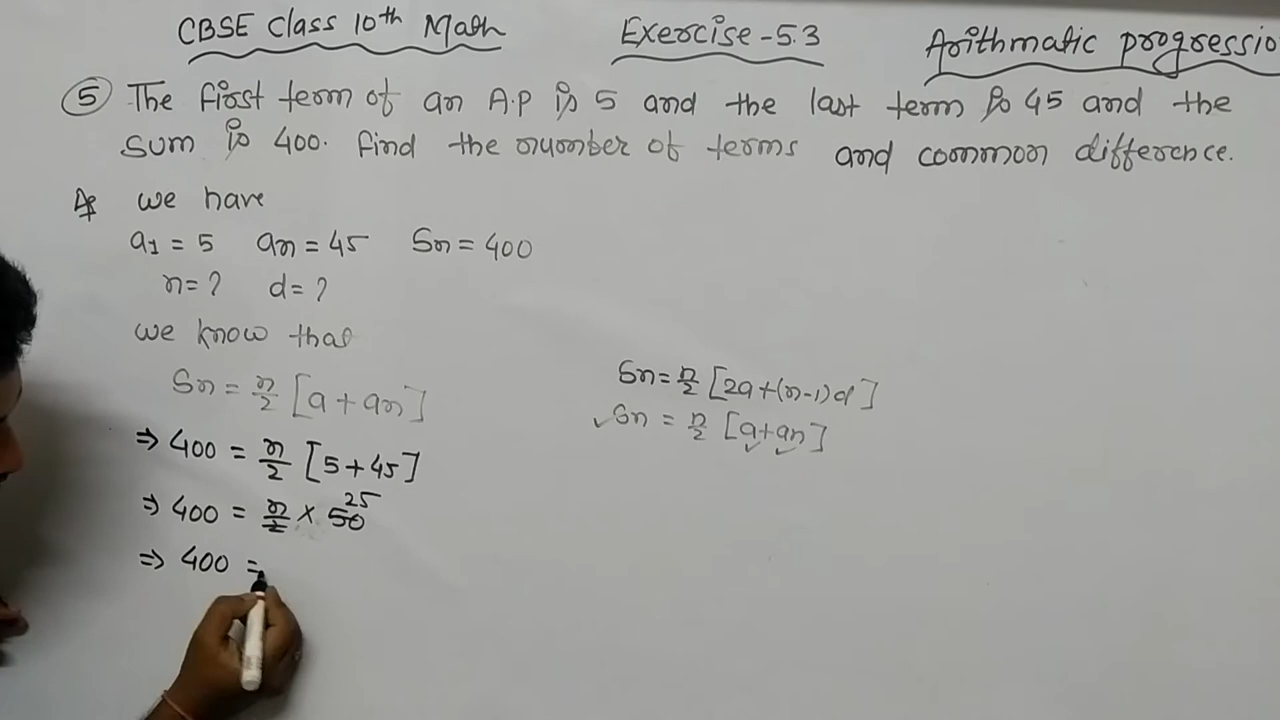 CBSE Class 10th Math Exercise-5.3 Arithmatic progressio
⑤ The first term of an A.P is 5 and the last term is 45 and the
sum is 400. Find the number of terms and common difference.
we have
a1 = 5 an = 45 Sn = 400
n = ? d = ?
we know that
Sn = n/2 [a + an]
⇒ 400 = n/2 [5 + 45]
⇒ 400 = n/2 × 50 25
⇒ 400 =
Sn = n/2 [2a + (n-1)d]
✓Sn = n/2 [a + an]